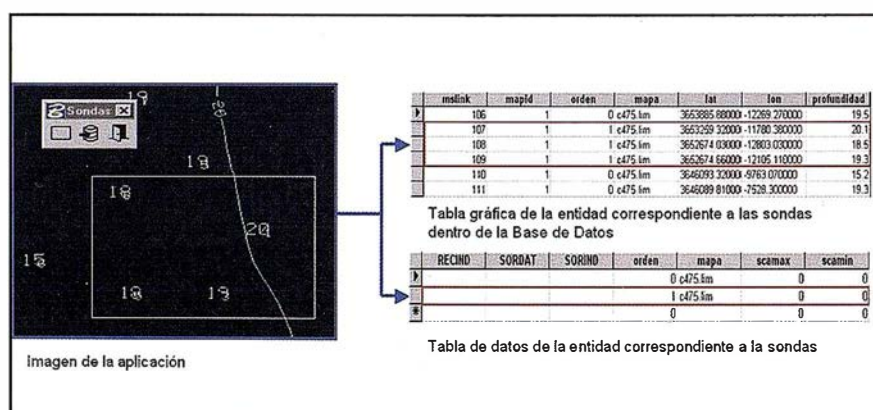 Sondas
19
20
19
18
20
15
18
19
Imagen de la aplicación
mslink mapid orden mapa lat lon profundidad
106 1 0 c475.lim 3653885.88000 -12269.270000 19.5
107 1 1 c475.lim 3653259.32000 -11780.380000 20.1
108 1 1 c475.lim 3652674.03000 -12803.030000 18.5
109 1 1 c475.lim 3652674.66000 -12105.110000 19.3
110 1 0 c475.lim 3646093.32000 -9763.070000 15.2
111 1 0 c475.lim 3646089.81000 -7528.300000 19.3
Tabla gráfica de la entidad correspondiente a las sondas
dentro de la Base de Datos
RECIND SORDAT SORIND orden mapa scamax scamin
0 c475.lim 0 0
1 c475.lim 0 0
0 0 0
Tabla de datos de la entidad correspondiente a la sondas